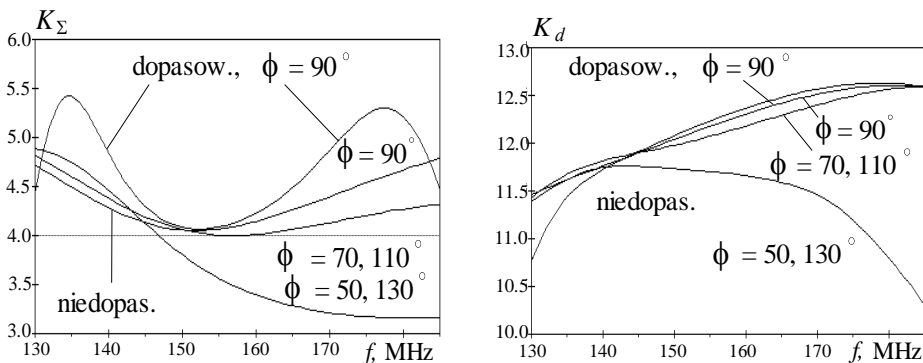 K_Σ
6.0
dopasow., ϕ = 90°
5.5
5.0
ϕ = 90°
4.5
4.0
ϕ = 70, 110°
3.5
ϕ = 50, 130°
niedopas.
3.0
130 140 150 160 170
f, MHz
K_d
13.0
dopasow., ϕ = 90°
12.5
ϕ = 90°
12.0
ϕ = 70, 110°
11.5
niedopas.
11.0
ϕ = 50, 130°
10.5
10.0
130 140 150 160 170
f, MHz